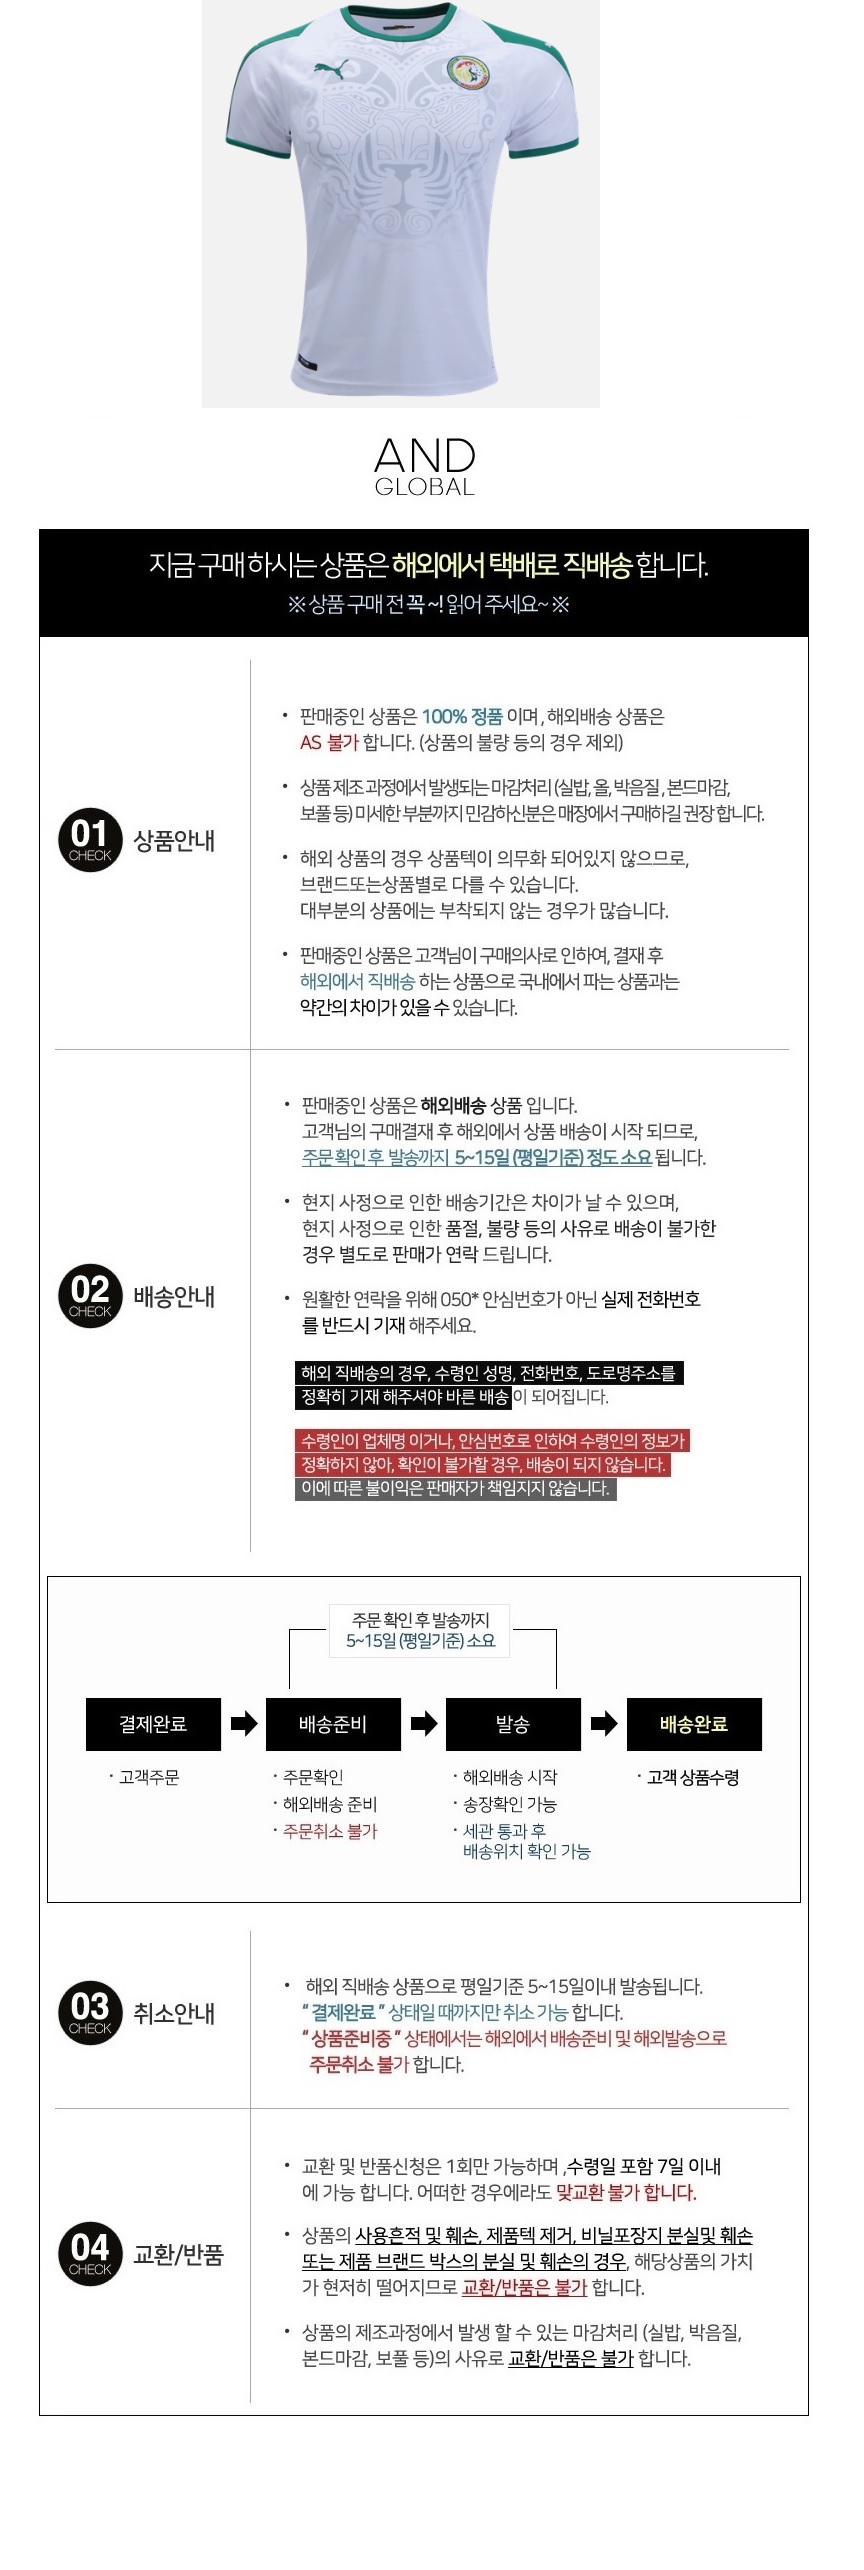 AND
GLOBAL
지금 구매 하시는 상품은 해외에서 택배로 직배송 합니다.
※ 상품 구매 전 꼭 ~! 읽어 주세요~ ※
01
CHECK
상품안내
• 판매중인 상품은 100% 정품 이며 , 해외배송 상품은
AS 불가 합니다. (상품의 불량 등의 경우 제외)
• 상품 제조 과정에서 발생되는 마감처리 (실밥, 올, 박음질 , 본드마감,
보풀 등) 미세한 부분까지 민감하신분은 매장에서 구매하길 권장 합니다.
• 해외 상품의 경우 상품텍이 의무화 되어있지 않으므로,
브랜드또는상품별로 다를 수 있습니다.
대부분의 상품에는 부착되지 않는 경우가 많습니다.
• 판매중인 상품은 고객님이 구매의사로 인하여, 결재 후
해외에서 직배송 하는 상품으로 국내에서 파는 상품과는
약간의 차이가 있을 수 있습니다.
02
CHECK
배송안내
• 판매중인 상품은 해외배송 상품 입니다.
고객님의 구매결재 후 해외에서 상품 배송이 시작 되므로,
주문 확인 후 발송까지 5~15일 (평일기준) 정도 소요 됩니다.
• 현지 사정으로 인한 배송기간은 차이가 날 수 있으며,
현지 사정으로 인한 품절, 불량 등의 사유로 배송이 불가한
경우 별도로 판매가 연락 드립니다.
• 원활한 연락을 위해 050* 안심번호가 아닌 실제 전화번호
를 반드시 기재 해주세요.
해외 직배송의 경우, 수령인 성명, 전화번호, 도로명주소를
정확히 기재 해주셔야 바른 배송이 되어집니다.
수령인이 업체명 이거나, 안심번호로 인하여 수령인의 정보가
정확하지 않아, 확인이 불가할 경우, 배송이 되지 않습니다.
이에 따른 불이익은 판매자가 책임지지 않습니다.
주문 확인 후 발송까지
5~15일 (평일기준) 소요
결제완료
배송준비
발송
배송완료
· 고객주문
· 주문확인
· 해외배송 준비
· 주문취소 불가
· 해외배송 시작
· 송장확인 가능
· 세관 통과 후
배송위치 확인 가능
· 고객 상품수령
03
CHECK
취소안내
• 해외 직배송 상품으로 평일기준 5~15일이내 발송됩니다.
“ 결제완료 ” 상태일 때까지만 취소 가능 합니다.
“ 상품준비중 ” 상태에서는 해외에서 배송준비 및 해외발송으로
주문취소 불가 합니다.
04
CHECK
교환/반품
• 교환 및 반품신청은 1회만 가능하며 ,수령일 포함 7일 이내
에 가능 합니다. 어떠한 경우에라도 맞교환 불가 합니다.
• 상품의 사용흔적 및 훼손, 제품텍 제거, 비닐포장지 분실및 훼손
또는 제품 브랜드 박스의 분실 및 훼손의 경우, 해당상품의 가치
가 현저히 떨어지므로 교환/반품은 불가 합니다.
• 상품의 제조과정에서 발생 할 수 있는 마감처리 (실밥, 박음질,
본드마감, 보풀 등)의 사유로 교환/반품은 불가 합니다.